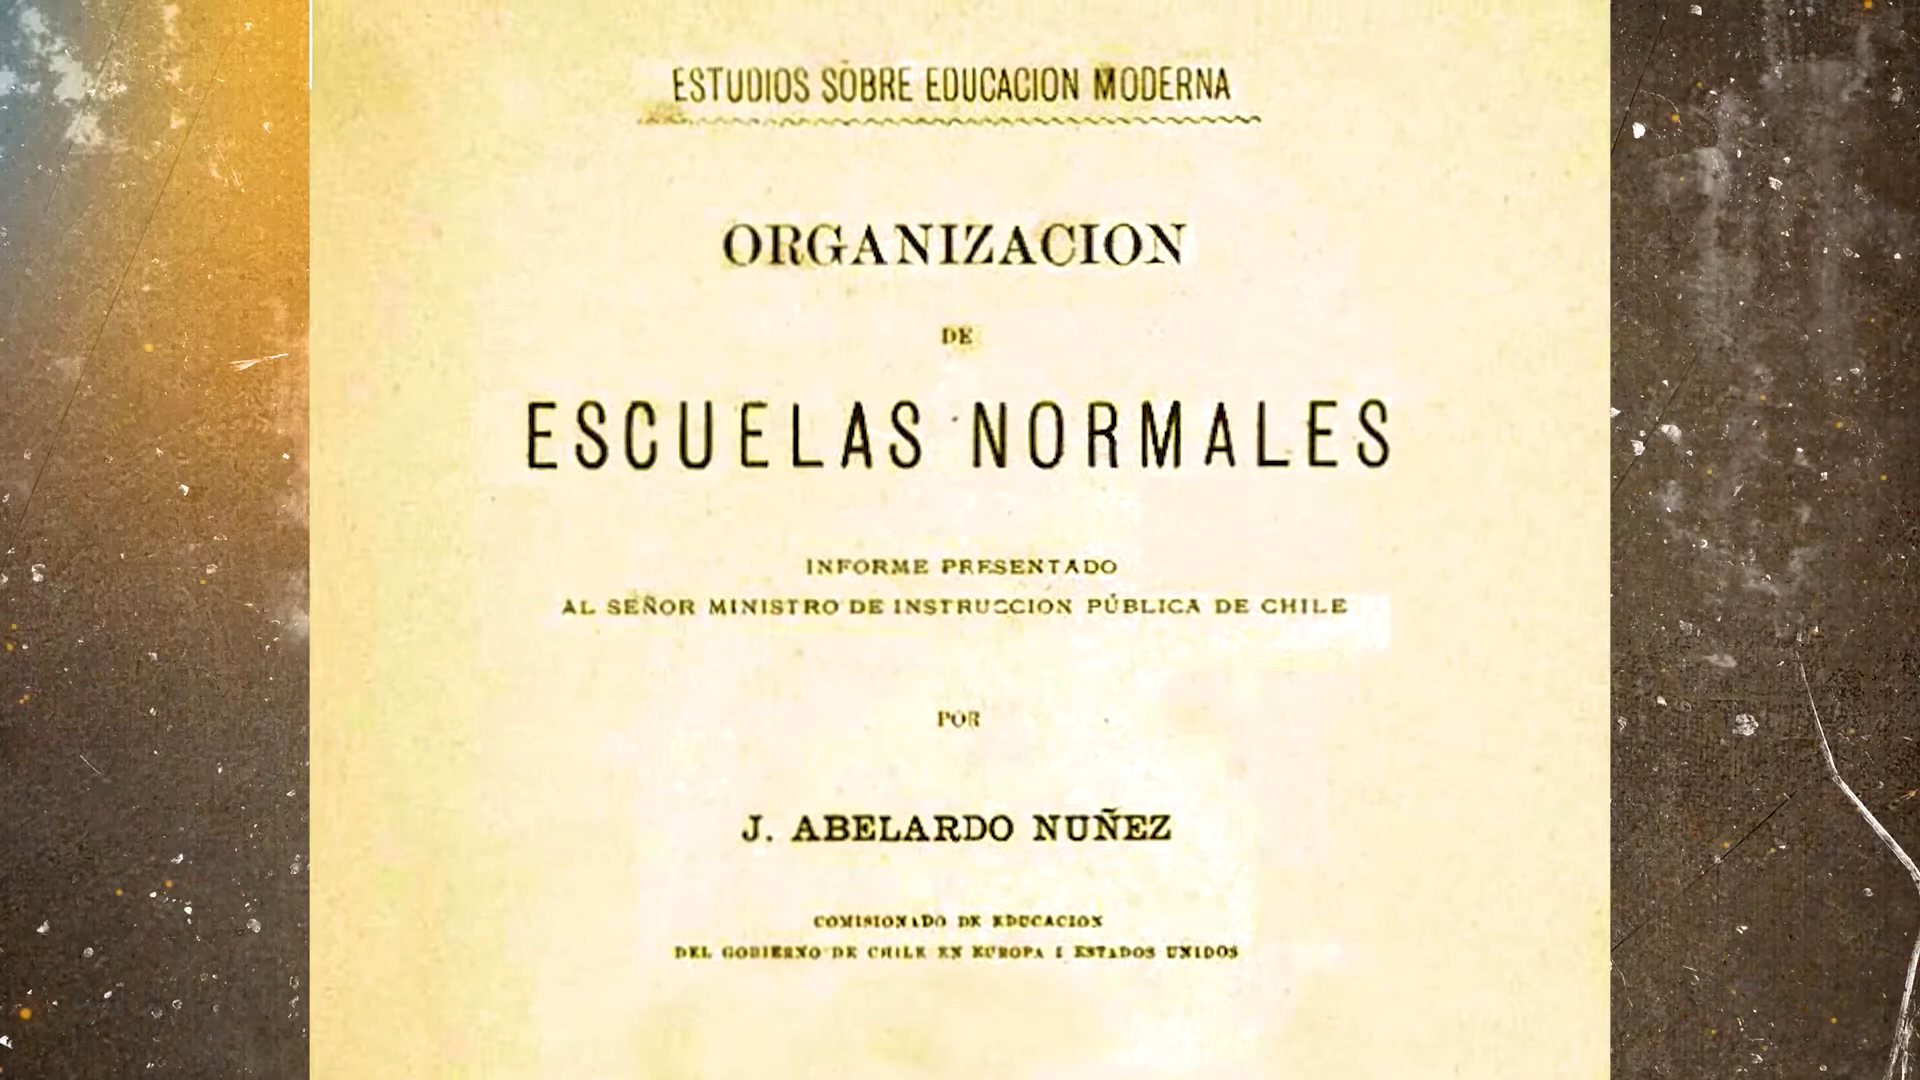 ESTUDIOS SOBRE EDUCACION MODERNA
ORGANIZACION
DE
ESCUELAS NORMALES
INFORME PRESENTADO
AL SEÑOR MINISTRO DE INSTRUCCION PÚBLICA DE CHILE
POR
J. ABELARDO NUÑEZ
COMISIONADO DE EDUCACION
DEL GOBIERNO DE CHILE EN EUROPA I ESTADOS UNIDOS